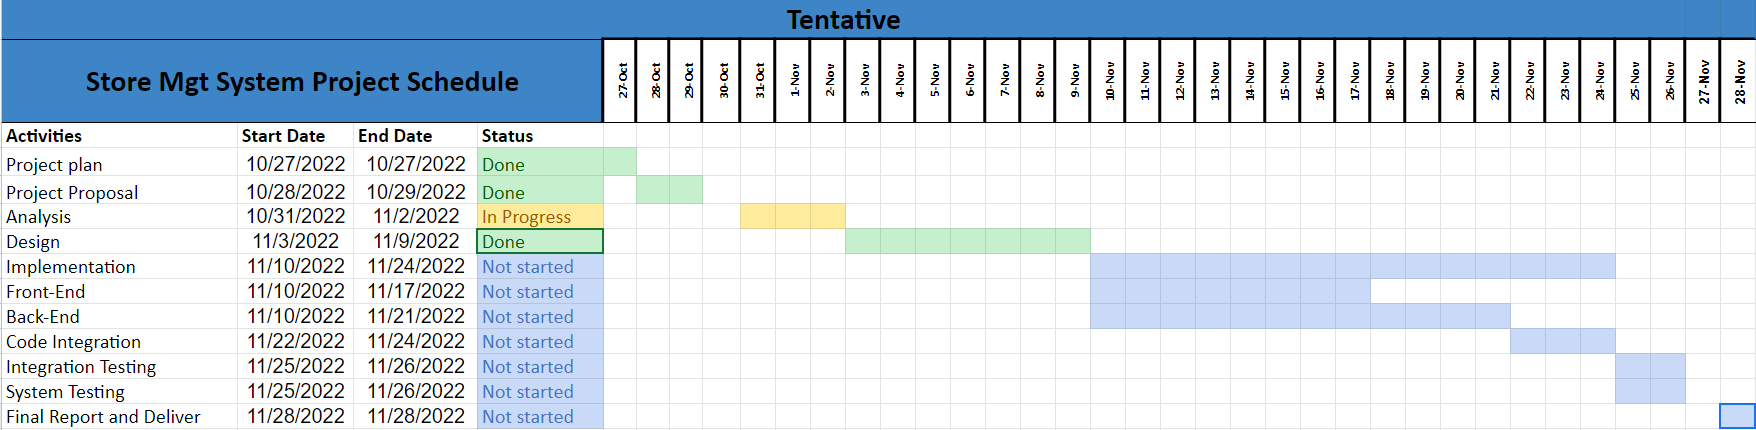 Tentative
Store Mgt System Project Schedule 27-Oct 28-Oct 29-Oct 30-Oct 31-Oct 1-Nov 2-Nov 3-Nov 4-Nov 5-Nov 6-Nov 7-Nov 8-Nov 9-Nov 10-Nov 11-Nov 12-Nov 13-Nov 14-Nov 15-Nov 16-Nov 17-Nov 18-Nov 19-Nov 20-Nov 21-Nov 22-Nov 23-Nov 24-Nov 25-Nov 26-Nov 27-Nov 28-Nov
Activities Start Date End Date Status
Project plan 10/27/2022 10/27/2022 Done
Project Proposal 10/28/2022 10/29/2022 Done
Analysis 10/31/2022 11/2/2022 In Progress
Design 11/3/2022 11/9/2022 Done
Implementation 11/10/2022 11/24/2022 Not started
Front-End 11/10/2022 11/17/2022 Not started
Back-End 11/10/2022 11/21/2022 Not started
Code Integration 11/22/2022 11/24/2022 Not started
Integration Testing 11/25/2022 11/26/2022 Not started
System Testing 11/25/2022 11/26/2022 Not started
Final Report and Deliver 11/28/2022 11/28/2022 Not started